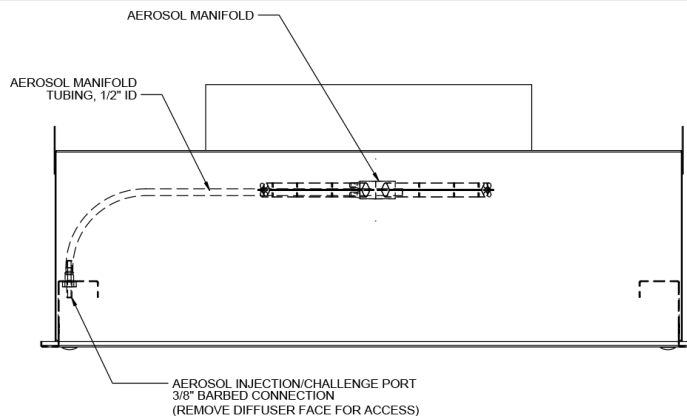 AEROSOL MANIFOLD
AEROSOL MANIFOLD
TUBING, 1/2" ID
AEROSOL INJECTION/CHALLENGE PORT
3/8" BARBED CONNECTION
(REMOVE DIFFUSER FACE FOR ACCESS)